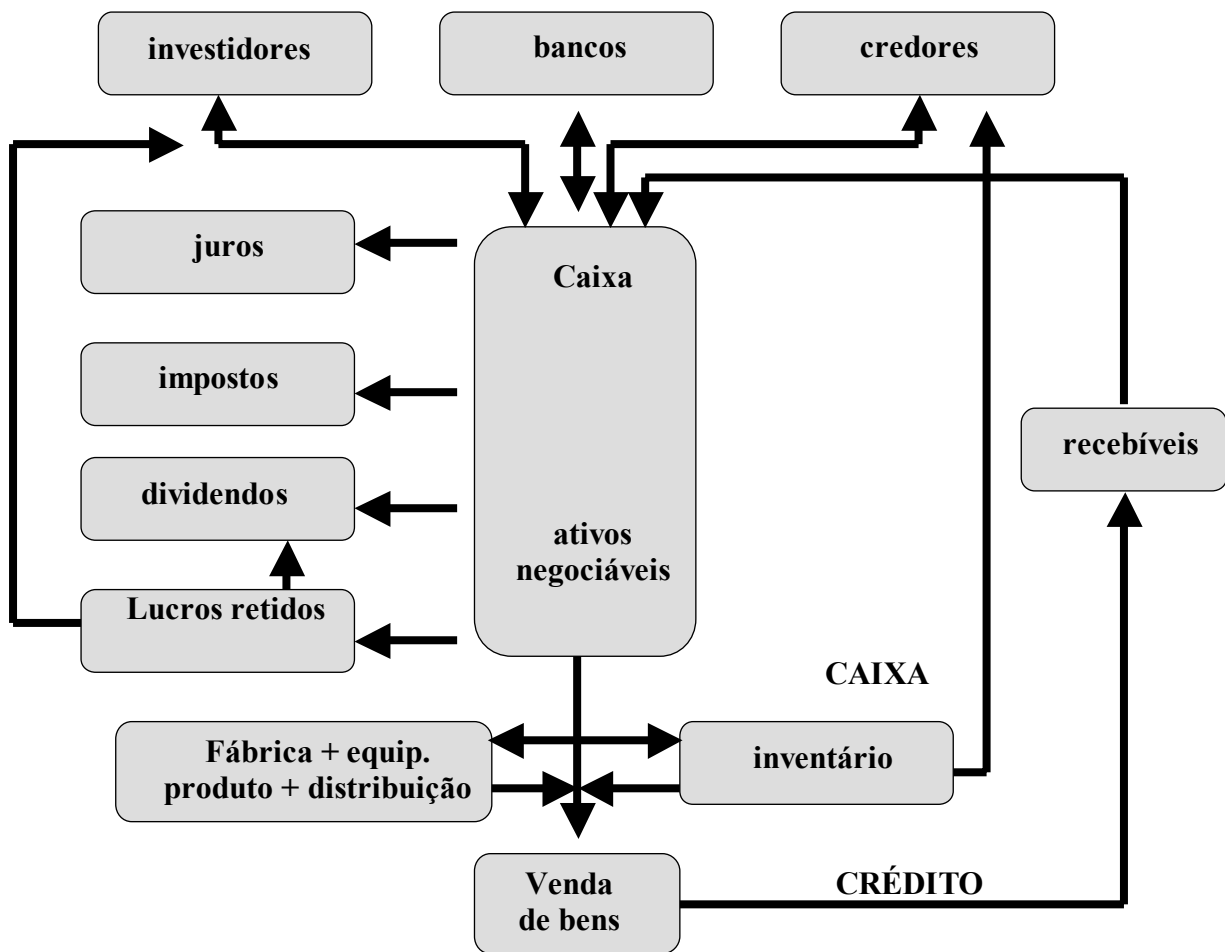 investidores
bancos
credores
juros
Caixa
impostos
recebíveis
dividendos
ativos
negociáveis
Lucros retidos
CAIXA
Fábrica + equip.
produto + distribuição
inventário
Venda
de bens
CRÉDITO